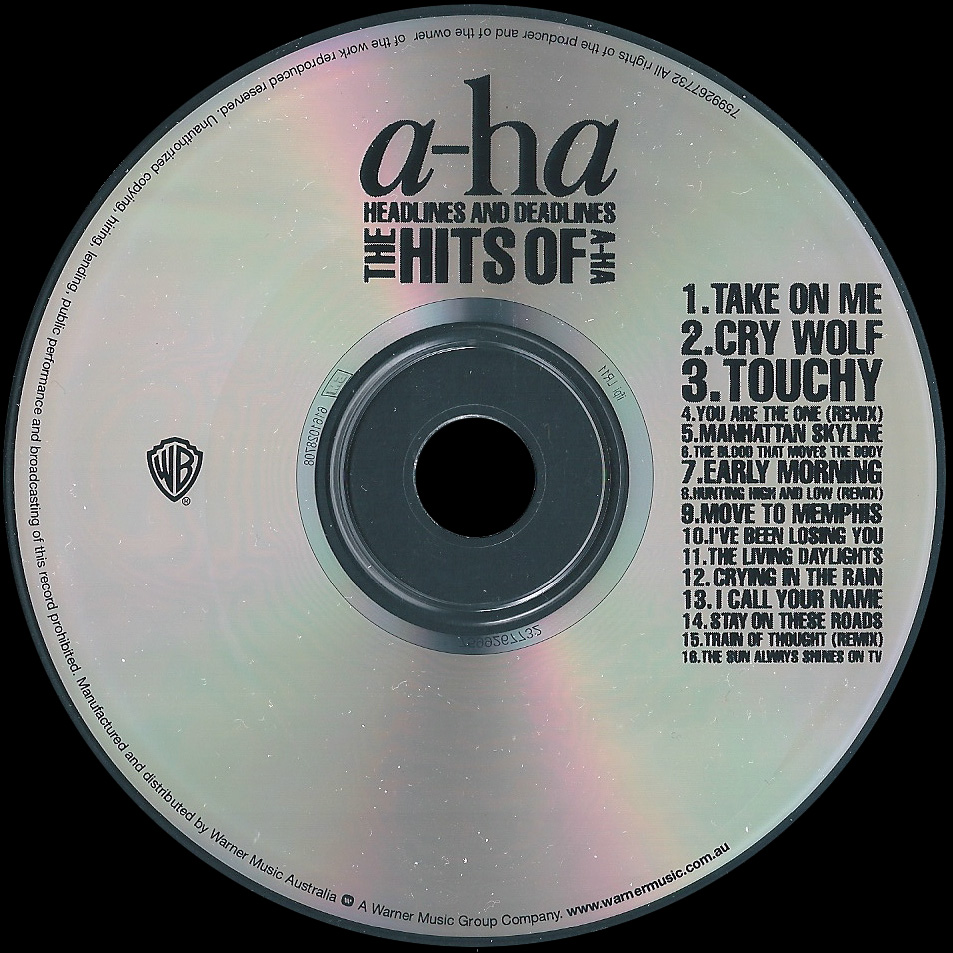 a-ha
HEADLINES AND DEADLINES
THE HITS OF A-HA
1.TAKE ON ME
2.CRY WOLF
3.TOUCHY
4.YOU ARE THE ONE (REMIX)
5.MANHATTAN SKYLINE
6.THE BLOOD THAT MOVES THE BODY
7.EARLY MORNING
8.HUNTING HIGH AND LOW (REMIX)
9.MOVE TO MEMPHIS
10.I'VE BEEN LOSING YOU
11.THE LIVING DAYLIGHTS
12.CRYING IN THE RAIN
13.I CALL YOUR NAME
14.STAY ON THESE ROADS
15.TRAIN OF THOUGHT (REMIX)
16.THE SUN ALWAYS SHINES ON TV
WB ®
7599267732 All rights of the producer and of the owner of the work reproduced reserved. Unauthorized copying, hiring, lending, public performance and broadcasting of this record prohibited. Manufactured and distributed by Warner Music Australia A Warner Music Group Company. www.warnermusic.com.au
7599267732